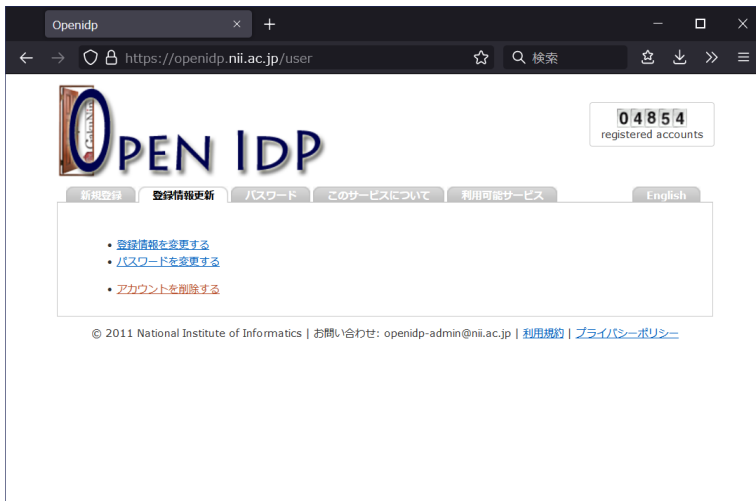 Openidp
https://openidp.nii.ac.jp/user
検索
GakuNin
OPEN IDP
04854
registered accounts
新規登録 登録情報更新 パスワード このサービスについて 利用可能サービス English
• 登録情報を変更する
• パスワードを変更する
• アカウントを削除する
© 2011 National Institute of Informatics | お問い合わせ: openidp-admin@nii.ac.jp | 利用規約 | プライバシーポリシー